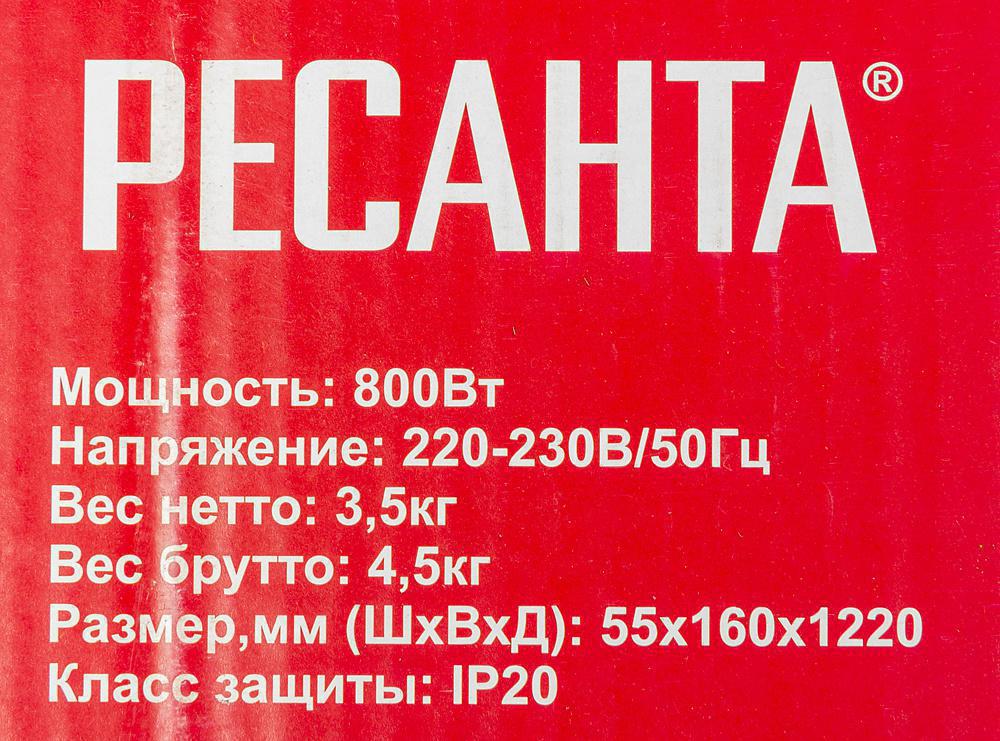 РЕСАНТА®
Мощность: 800Вт
Напряжение: 220-230В/50Гц
Вес нетто: 3,5кг
Вес брутто: 4,5кг
Размер,мм (ШхВхД): 55х160х1220
Класс защиты: IP20